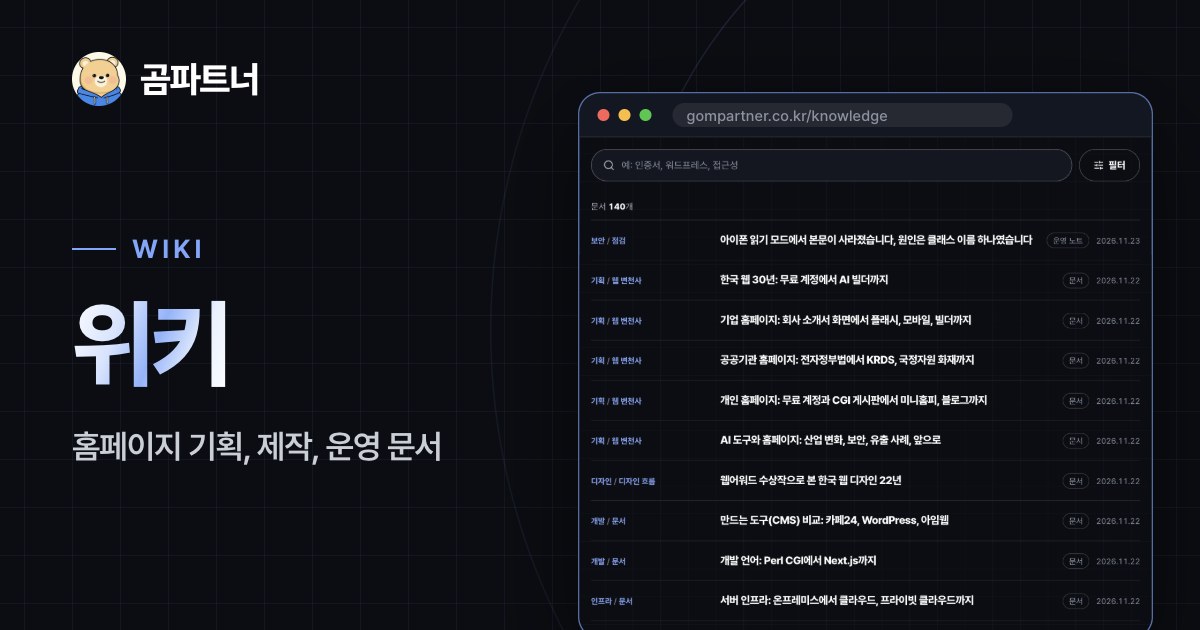 곰파트너
WIKI
위키
홈페이지 기획, 제작, 운영 문서
gompartner.co.kr/knowledge
예: 인증서, 워드프레스, 접근성
필터
문서 140개
보안 / 점검 아이폰 읽기 모드에서 본문이 사라졌습니다, 원인은 클래스 이름 하나였습니다 운영 노트 2026.11.23
기획 / 웹 변천사 한국 웹 30년: 무료 계정에서 AI 빌더까지 문서 2026.11.22
기획 / 웹 변천사 기업 홈페이지: 회사 소개서 화면에서 플래시, 모바일, 빌더까지 문서 2026.11.22
기획 / 웹 변천사 공공기관 홈페이지: 전자정부법에서 KRDS, 국정자원 화재까지 문서 2026.11.22
기획 / 웹 변천사 개인 홈페이지: 무료 계정과 CGI 게시판에서 미니홈피, 블로그까지 문서 2026.11.22
기획 / 웹 변천사 AI 도구와 홈페이지: 산업 변화, 보안, 유출 사례, 앞으로 문서 2026.11.22
디자인 / 디자인 흐름 웹어워드 수상작으로 본 한국 웹 디자인 22년 문서 2026.11.22
개발 / 문서 만드는 도구(CMS) 비교: 카페24, WordPress, 아임웹 문서 2026.11.22
개발 / 문서 개발 언어: Perl CGI에서 Next.js까지 문서 2026.11.22
인프라 / 문서 서버 인프라: 온프레미스에서 클라우드, 프라이빗 클라우드까지 문서 2026.11.22